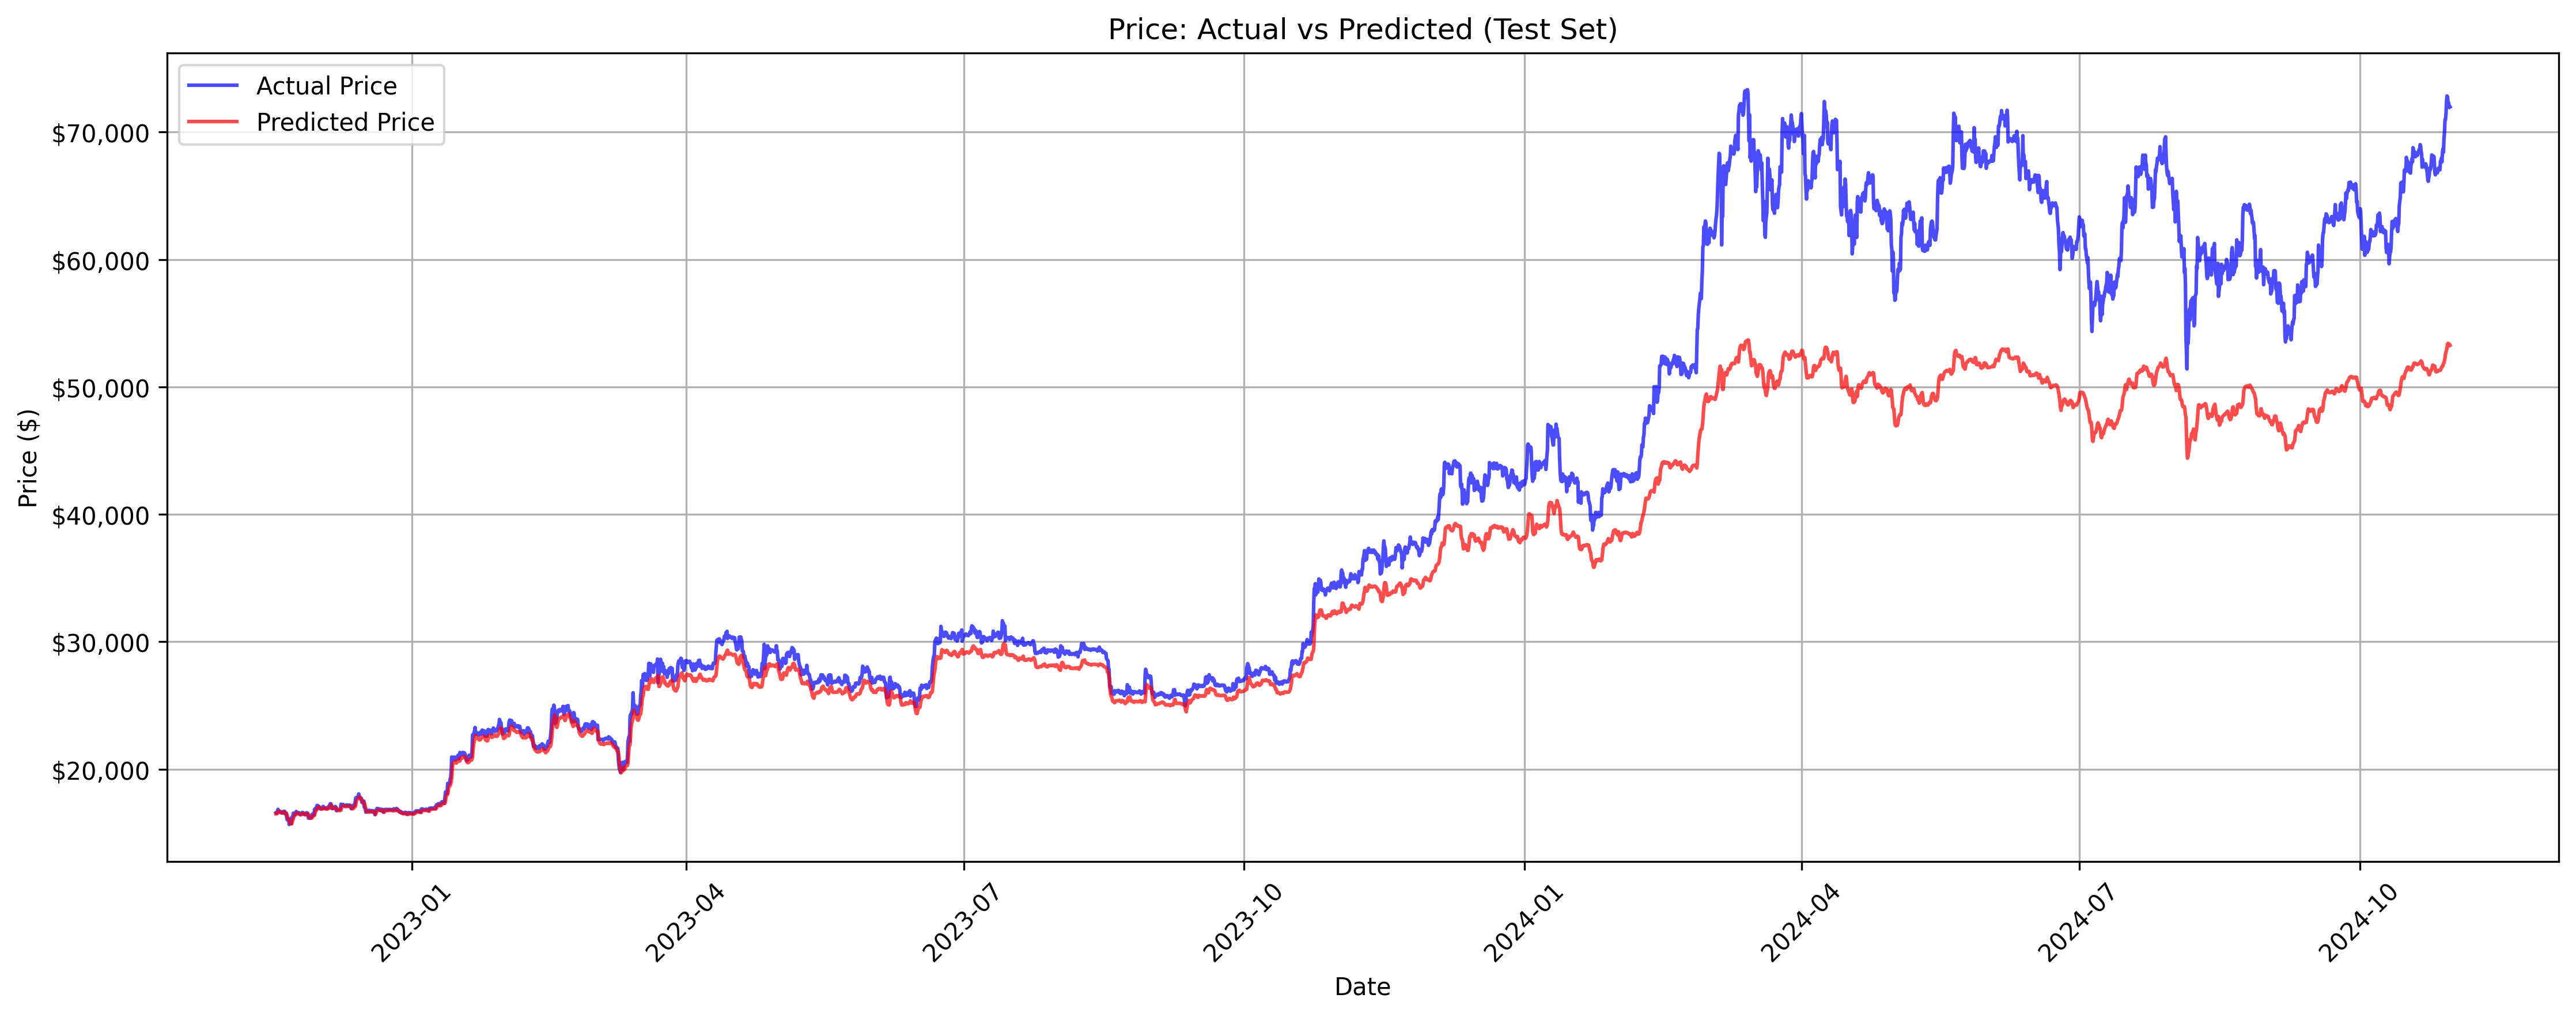 Price: Actual vs Predicted (Test Set)
Actual Price
Predicted Price
$70,000
$60,000
$50,000
$40,000
$30,000
$20,000
Price ($)
2023-01
2023-04
2023-07
2023-10
2024-01
2024-04
2024-07
2024-10
Date